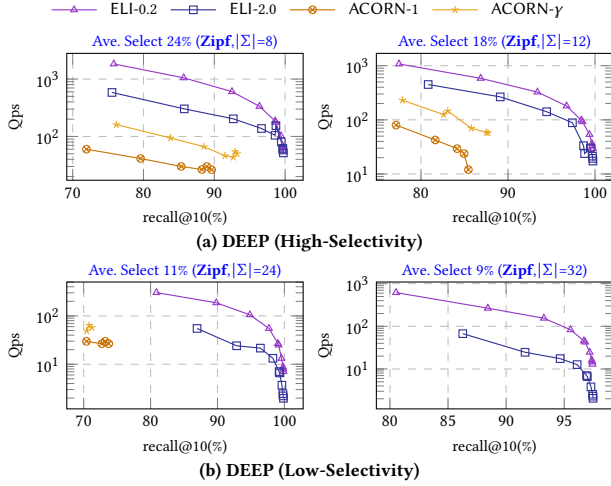 ELI-0.2 ELI-2.0 ACORN-1 ACORN-γ
Ave. Select 24% (Zipf,|Σ|=8) Ave. Select 18% (Zipf,|Σ|=12)
Qps
10³
10²
70 80 90 100
recall@10(%)
Qps
10³
10²
10¹
80 90 100
recall@10(%)
(a) DEEP (High-Selectivity)
Ave. Select 11% (Zipf,|Σ|=24) Ave. Select 9% (Zipf,|Σ|=32)
Qps
10²
10¹
70 80 90 100
recall@10(%)
Qps
10³
10²
10¹
80 85 90 95
recall@10(%)
(b) DEEP (Low-Selectivity)